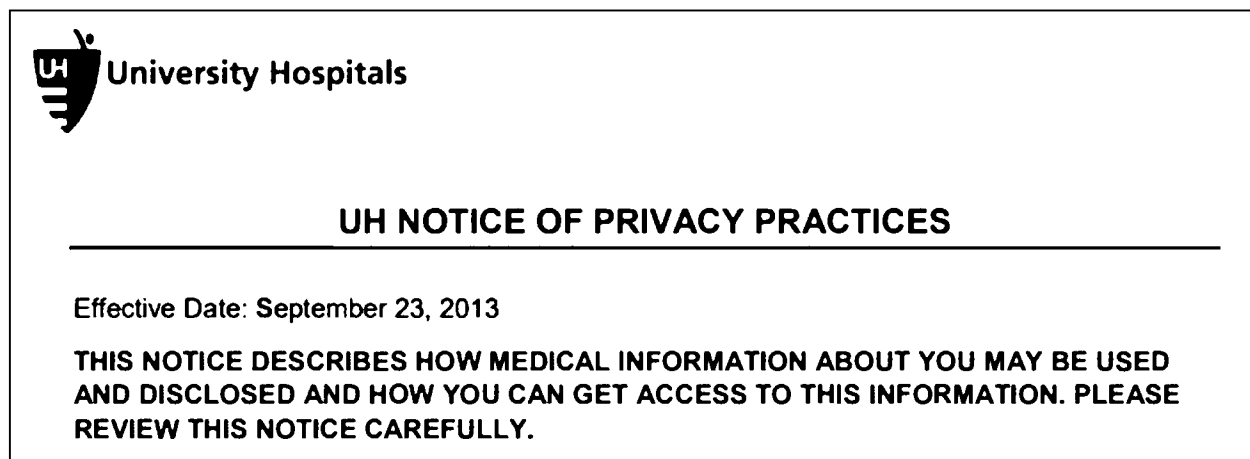 UH University Hospitals
UH NOTICE OF PRIVACY PRACTICES
Effective Date: September 23, 2013
THIS NOTICE DESCRIBES HOW MEDICAL INFORMATION ABOUT YOU MAY BE USED
AND DISCLOSED AND HOW YOU CAN GET ACCESS TO THIS INFORMATION. PLEASE
REVIEW THIS NOTICE CAREFULLY.